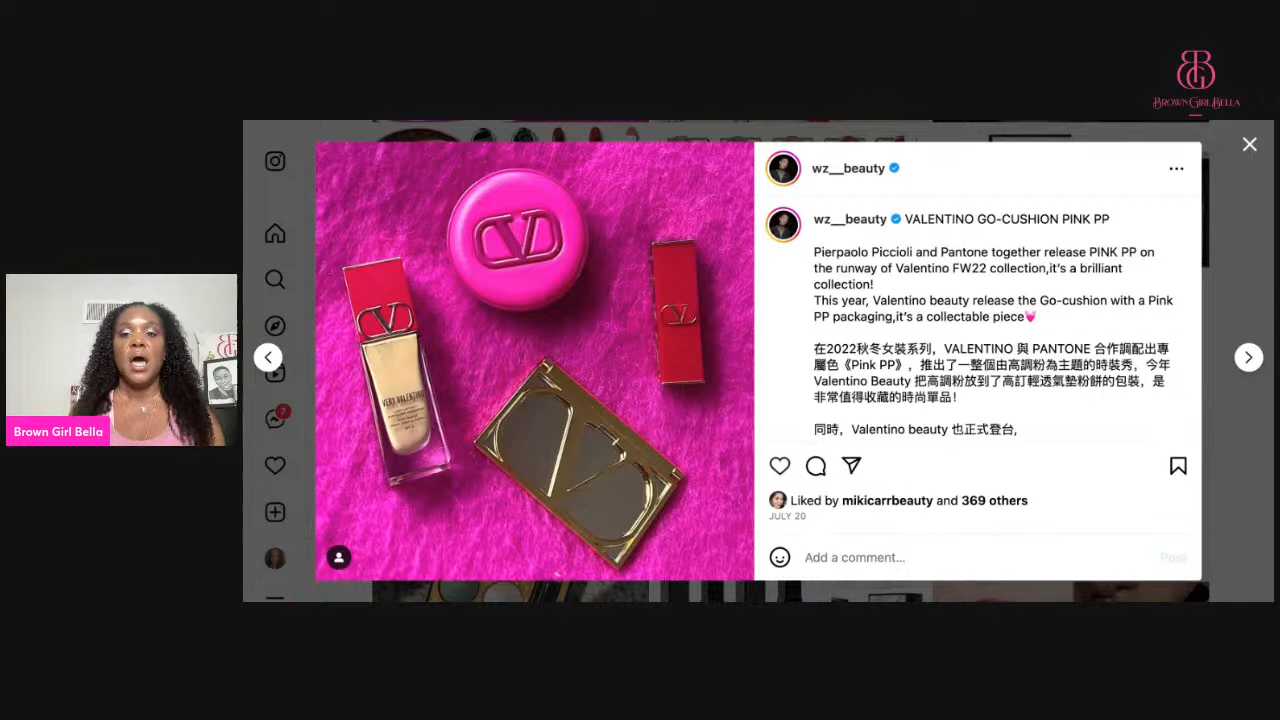 BROWN GIRL BELLA
Brown Girl Bella
7
VERY VALENTINO
wz__beauty
wz__beauty VALENTINO GO-CUSHION PINK PP
Pierpaolo Piccioli and Pantone together release PINK PP on
the runway of Valentino FW22 collection,it's a brilliant
collection!
This year, Valentino beauty release the Go-cushion with a Pink
PP packaging,it's a collectable piece💓
在2022秋冬女裝系列，VALENTINO 與 PANTONE 合作調配出專
屬色《Pink PP》，推出了一整個由高調粉為主題的時裝秀，今年
Valentino Beauty 把高調粉放到了高訂輕透氣墊粉餅的包裝，是
非常值得收藏的時尚單品！
同時，Valentino beauty 也正式登台,
Liked by mikicarrbeauty and 369 others
JULY 20
Add a comment...
Post